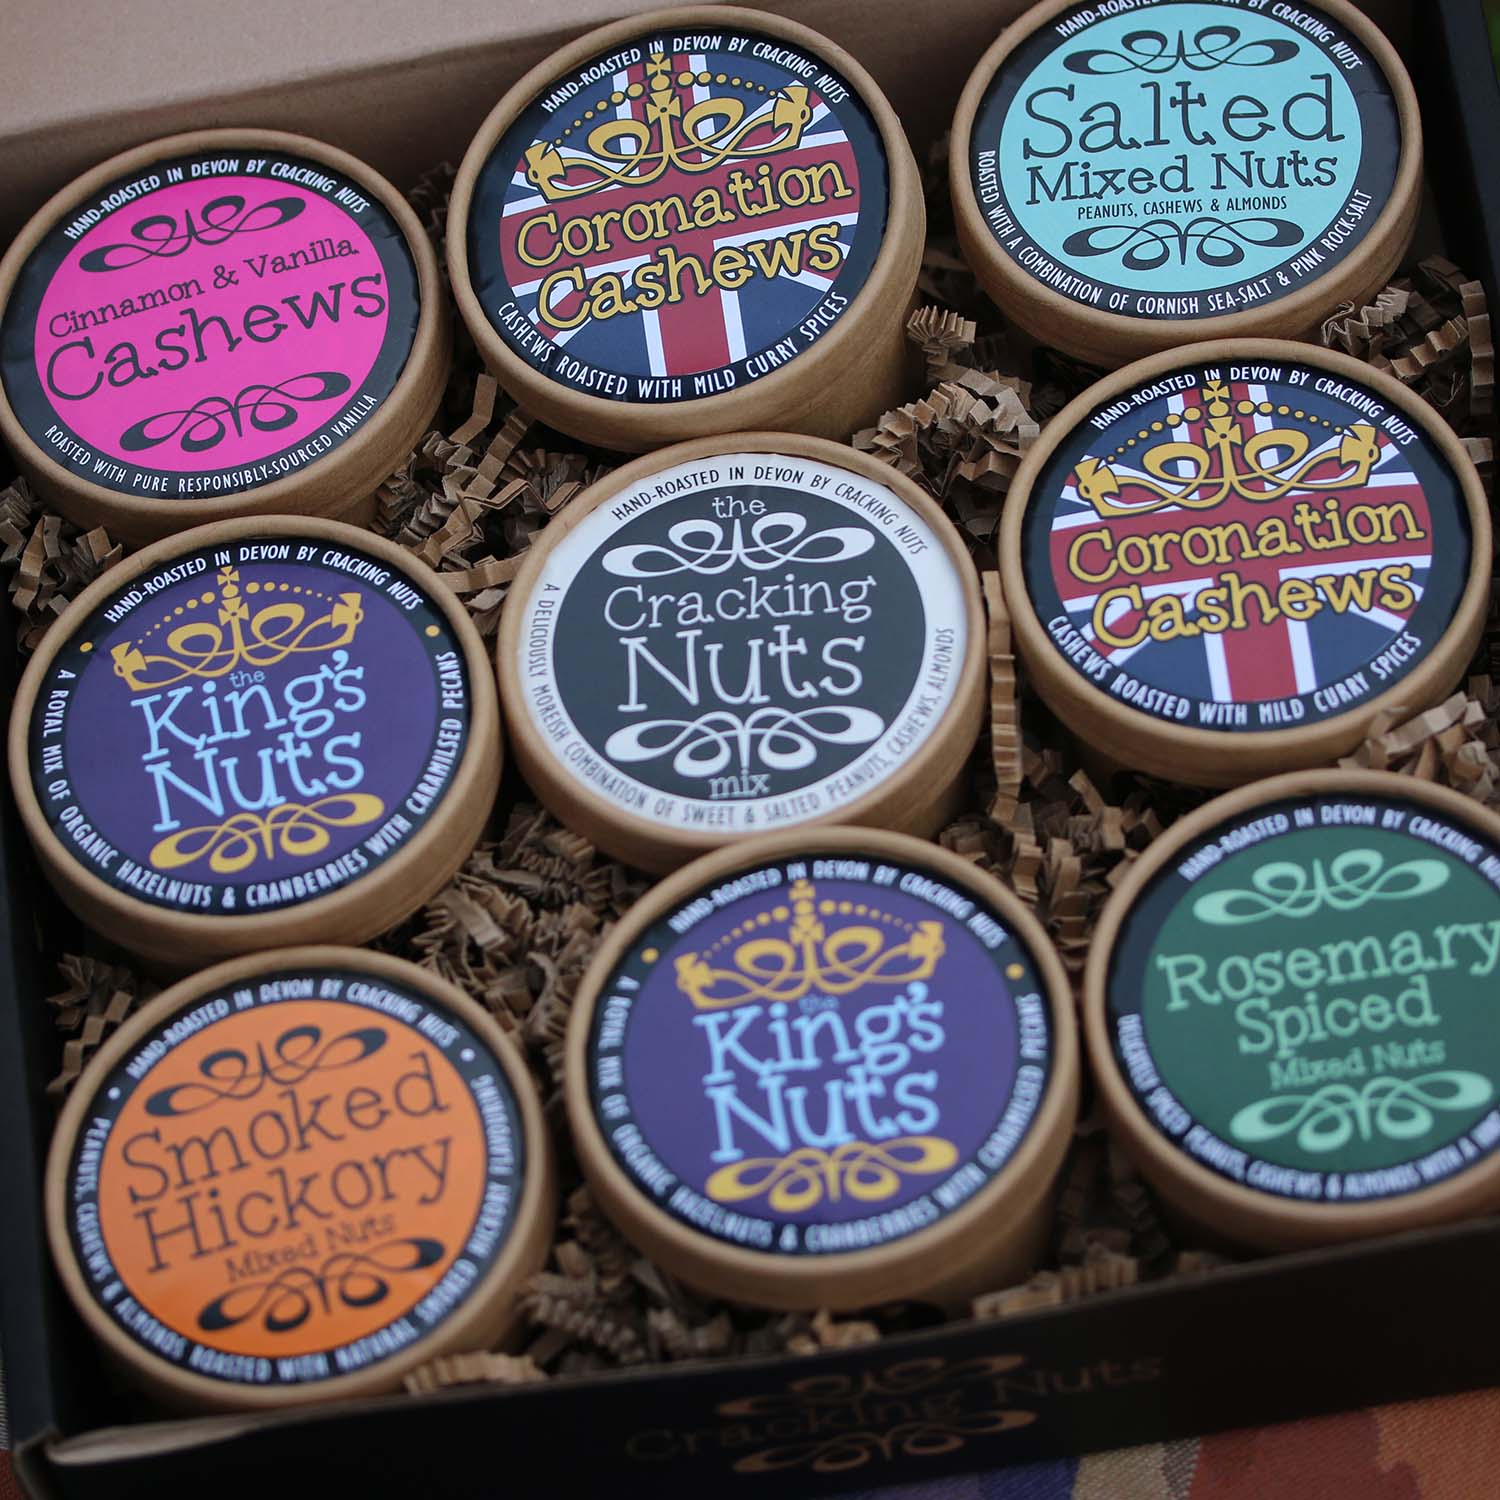 HAND-ROASTED IN DEVON BY CRACKING NUTS
Cinnamon & Vanilla
Cashews
ROASTED WITH PURE RESPONSIBLY-SOURCED VANILLA
HAND-ROASTED IN DEVON BY CRACKING NUTS
Coronation
Cashews
CASHEWS ROASTED WITH MILD CURRY SPICES
HAND-ROASTED IN DEVON BY CRACKING NUTS
Salted
Mixed Nuts
PEANUTS, CASHEWS & ALMONDS
ROASTED WITH A COMBINATION OF CORNISH SEA-SALT & PINK ROCK-SALT
HAND-ROASTED IN DEVON BY CRACKING NUTS
the
King's
Nuts
A ROYAL MIX OF ORGANIC HAZELNUTS & CRANBERRIES WITH CARAMILSED PECANS
HAND-ROASTED IN DEVON BY CRACKING NUTS
the
Cracking
Nuts
mix
A DELICIOUSLY MOREISH COMBINATION OF SWEET & SALTED PEANUTS, CASHEWS, ALMONDS
HAND-ROASTED IN DEVON BY CRACKING NUTS
Coronation
Cashews
CASHEWS ROASTED WITH MILD CURRY SPICES
HAND-ROASTED IN DEVON BY CRACKING NUTS
Smoked
Hickory
Mixed Nuts
PEANUTS, CASHEWS & ALMONDS ROASTED WITH NATURAL SMOKED HICKORY FLAVOURING
HAND-ROASTED IN DEVON BY CRACKING NUTS
the
King's
Nuts
A ROYAL MIX OF ORGANIC HAZELNUTS & CRANBERRIES WITH CARAMILSED PECANS
HAND-ROASTED IN DEVON BY CRACKING NUTS
Rosemary
Spiced
Mixed Nuts
DELICATELY SPICED PEANUTS, CASHEWS & ALMONDS WITH A
Cracking Nuts